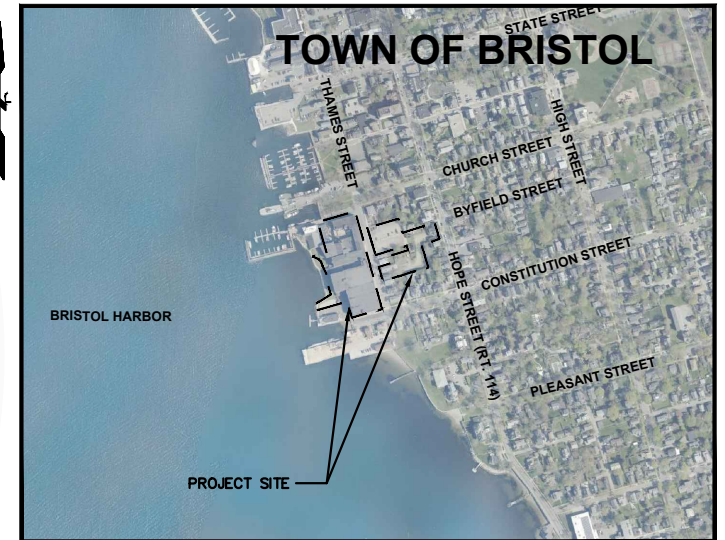 STATE STREET
TOWN OF BRISTOL
THAMES STREET
HIGH STREET
CHURCH STREET
BYFIELD STREET
HOPE STREET (RT. 114)
CONSTITUTION STREET
BRISTOL HARBOR
PLEASANT STREET
PROJECT SITE